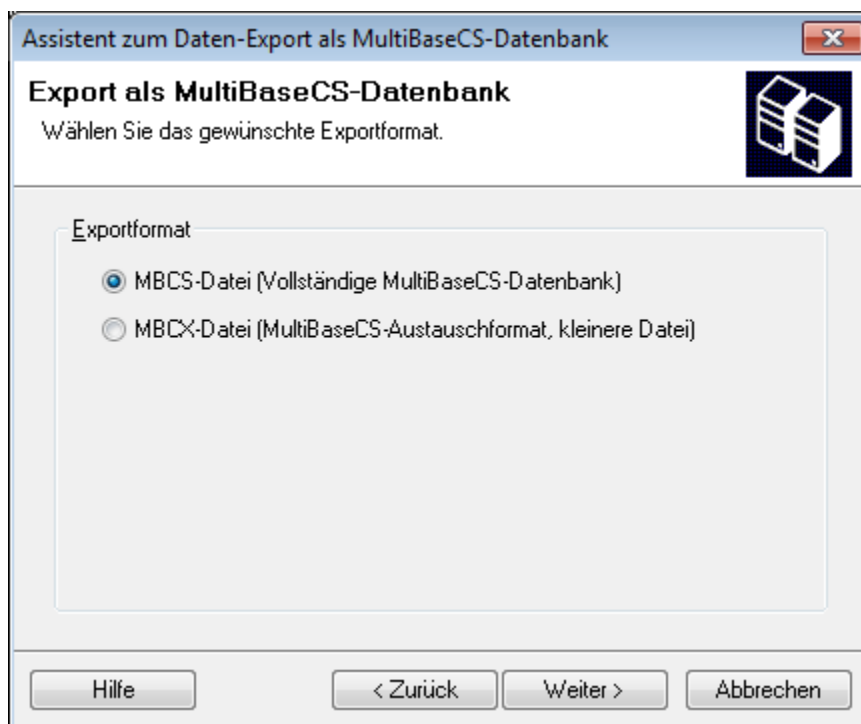 Assistent zum Daten-Export als MultiBaseCS-Datenbank
Export als MultiBaseCS-Datenbank
Wählen Sie das gewünschte Exportformat.
Exportformat
MBCS-Datei (Vollständige MultiBaseCS-Datenbank)
MBCX-Datei (MultiBaseCS-Austauschformat, kleinere Datei)
Hilfe
< Zurück
Weiter >
Abbrechen